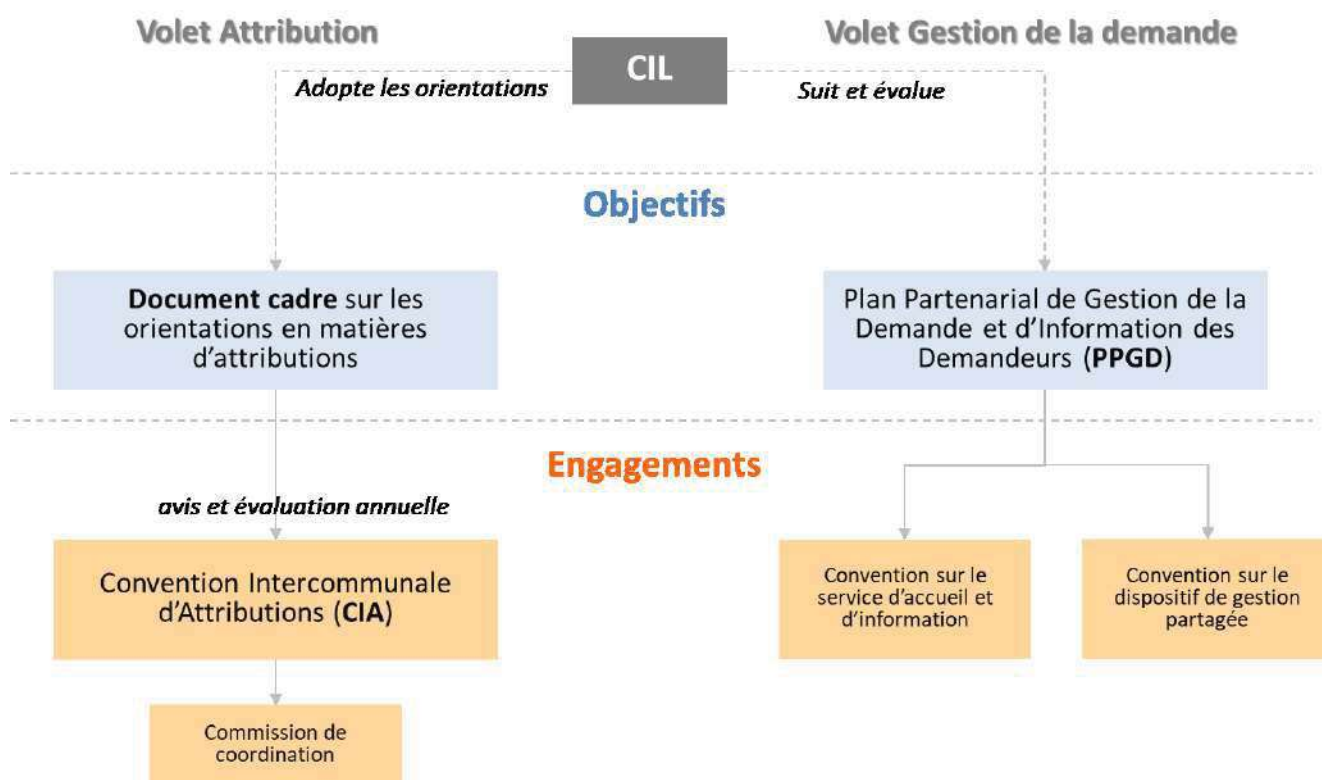 Volet Attribution
Volet Gestion de la demande
CIL
Adopte les orientations
Suit et évalue
Objectifs
Document cadre sur les
orientations en matières
d'attributions
Plan Partenarial de Gestion de la
Demande et d'Information des
Demandeurs (PPGD)
Engagements
avis et évaluation annuelle
Convention Intercommunale
d'Attributions (CIA)
Convention sur le
service d'accueil et
d'information
Convention sur le
dispositif de gestion
partagée
Commission de
coordination